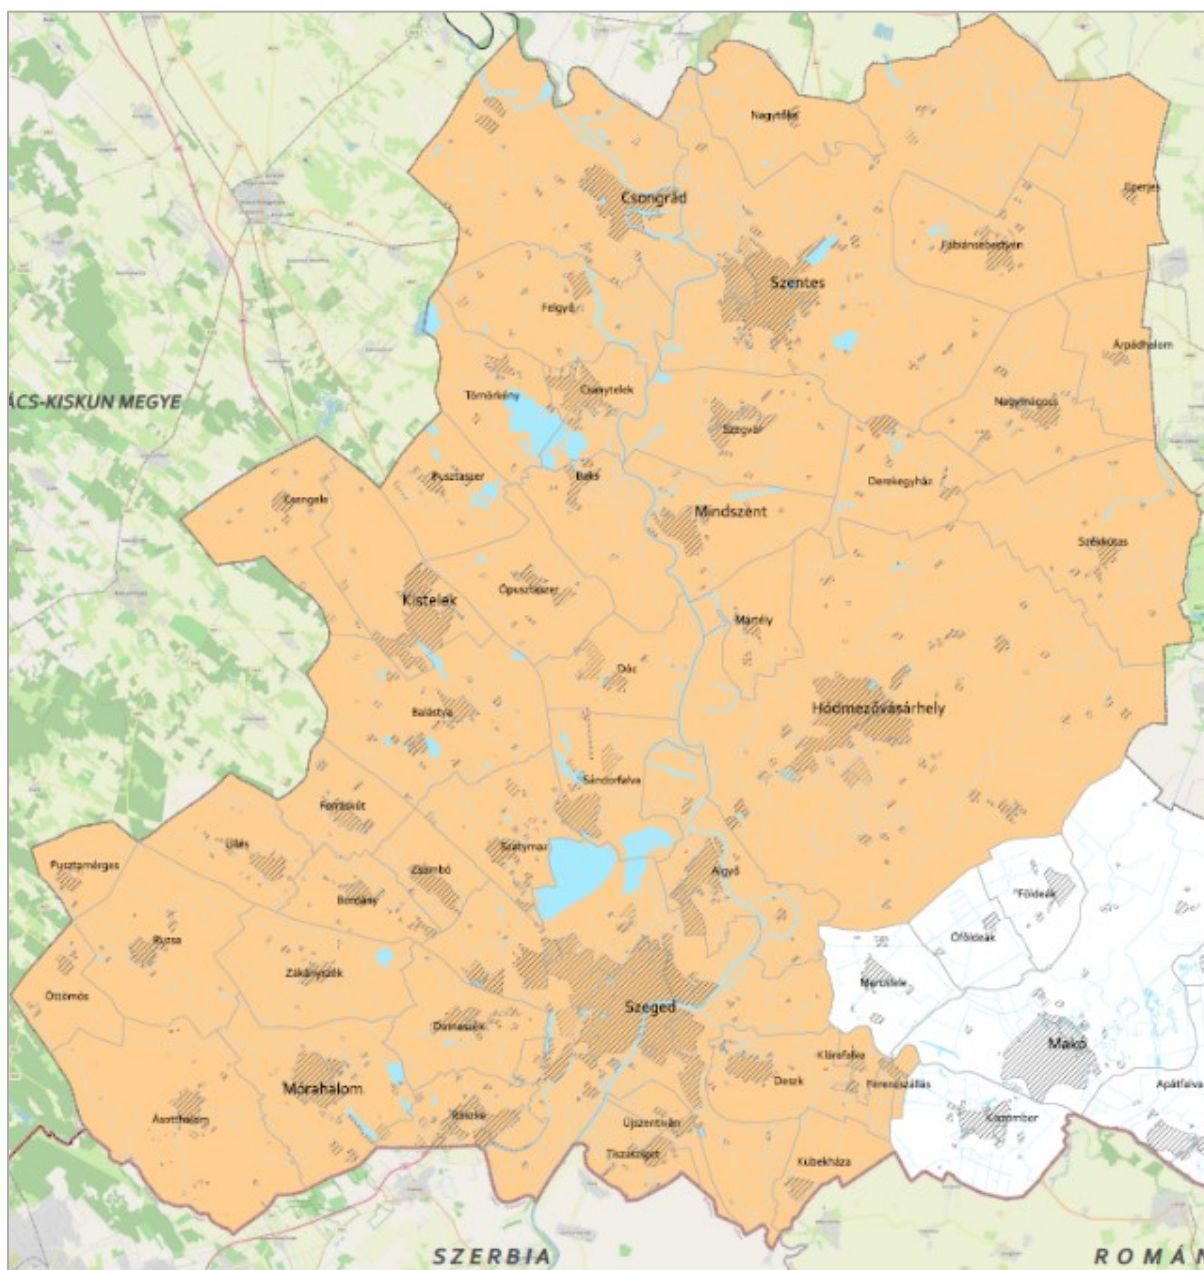 Nagytőke
Csongrád
Eperjes
Fábiánsebestyén
Szentes
Felgyő
Árpádhalom
Tömörkény
Csanytelek
ÁCS-KISKUN MEGYE
Nagymágocs
Szegvár
Pusztaszer
Baks
Derekegyház
Csengele
Mindszent
Székkutas
Ópusztaszer
Kistelek
Mártély
Dóc
Balástya
Hódmezővásárhely
Sándorfalva
Forráskút
Üllés
Szatymaz
Pusztamérges
Zsombó
Algyő
Bordány
Földeák
Ruzsa
Óföldeák
Zákányszék
Maroslele
Öttömös
Szeged
Domaszék
Makó
Klárafalva
Deszk
Ferencszállás
Apátfalva
Mórahalom
Röszke
Ásotthalom
Kiszombor
Újszentiván
Tiszasziget
Kübekháza
SZERBIA
ROMÁN